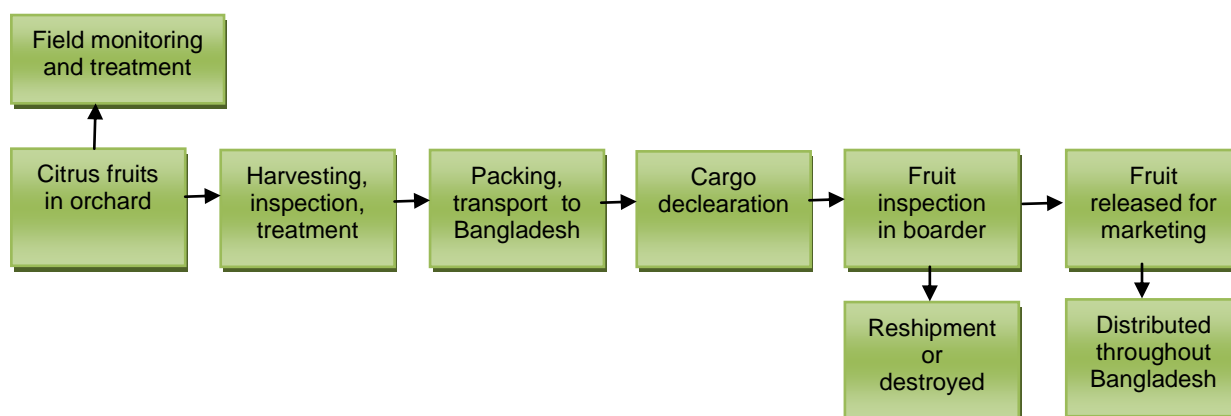 Field monitoring
and treatment
Citrus fruits
in orchard
Harvesting,
inspection,
treatment
Packing,
transport to
Bangladesh
Cargo
declearation
Fruit
inspection
in boarder
Fruit
released for
marketing
Reshipment
or
destroyed
Distributed
throughout
Bangladesh